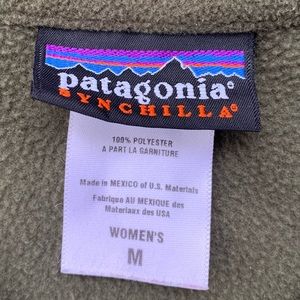 patagonia®
SYNCHILLA®
100% POLYESTER
A PART LA GARNITURE
Made in MEXICO of U.S. Materials
Fabrique AU MEXIQUE des
Materiaux des USA
WOMEN'S
M